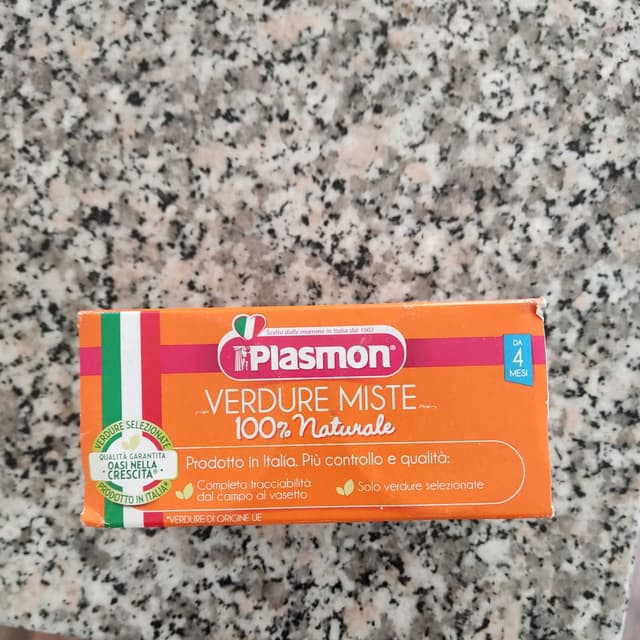 Scelto dalle mamme in Italia dal 1902
Plasmon®
DA
4
MESI
VERDURE MISTE
100% Naturale
VERDURE SELEZIONATE
QUALITÀ GARANTITA
OASI NELLA
CRESCITA®
PRODOTTO IN ITALIA*
Prodotto in Italia. Più controllo e qualità:
Completa tracciabilità
dal campo al vasetto
Solo verdure selezionate
*VERDURE DI ORIGINE UE